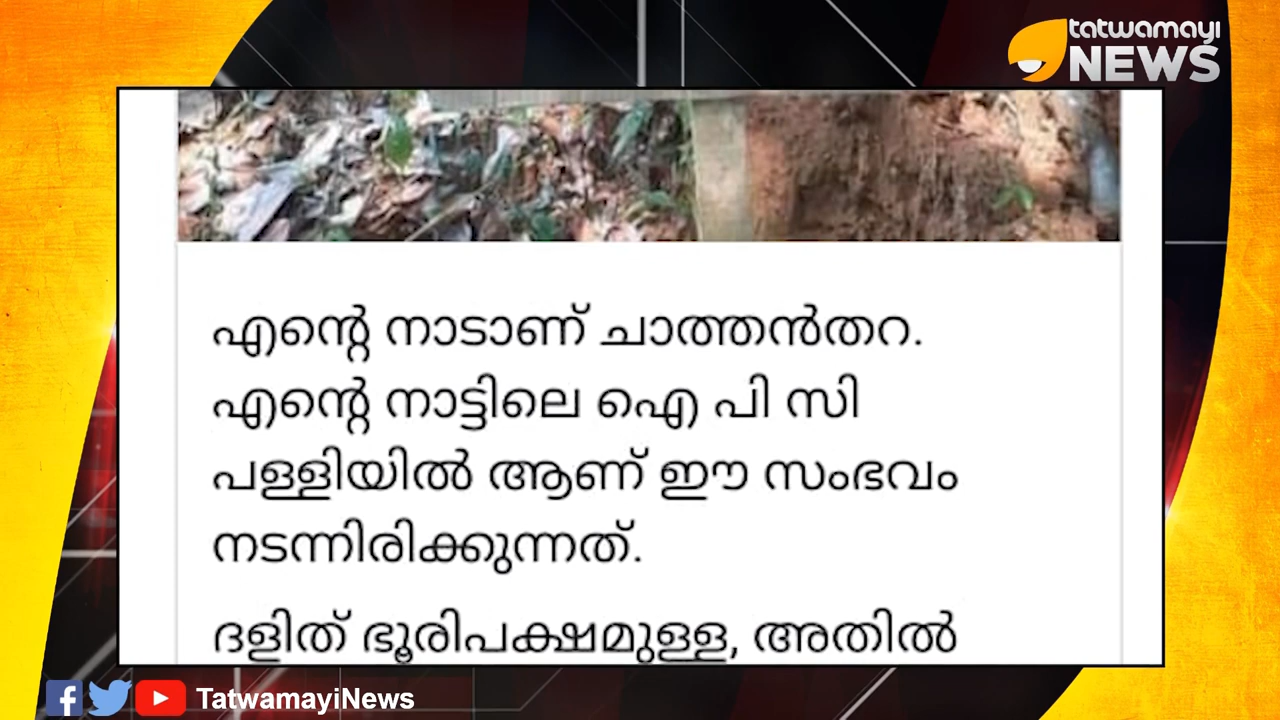 tatwamayi
NEWS
എന്റെ നാടാണ് ചാത്തൻതറ.
എന്റെ നാട്ടിലെ ഐ പി സി
പള്ളിയിൽ ആണ് ഈ സംഭവം
നടന്നിരിക്കുന്നത്.
ദളിത് ഭൂരിപക്ഷമുള്ള, അതിൽ
TatwamayiNews